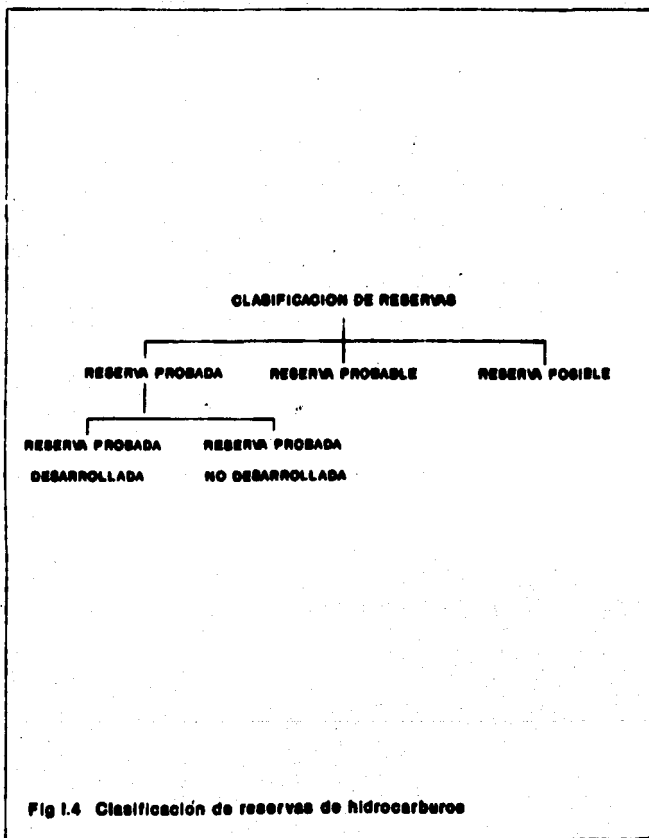 CLASIFICACION DE RESERVAS
RESERVA PROBADA RESERVA PROBABLE RESERVA POSIBLE
RESERVA PROBADA RESERVA PROBADA
DESARROLLADA NO DESARROLLADA
Fig I.4 Clasificación de reservas de hidrocarburos